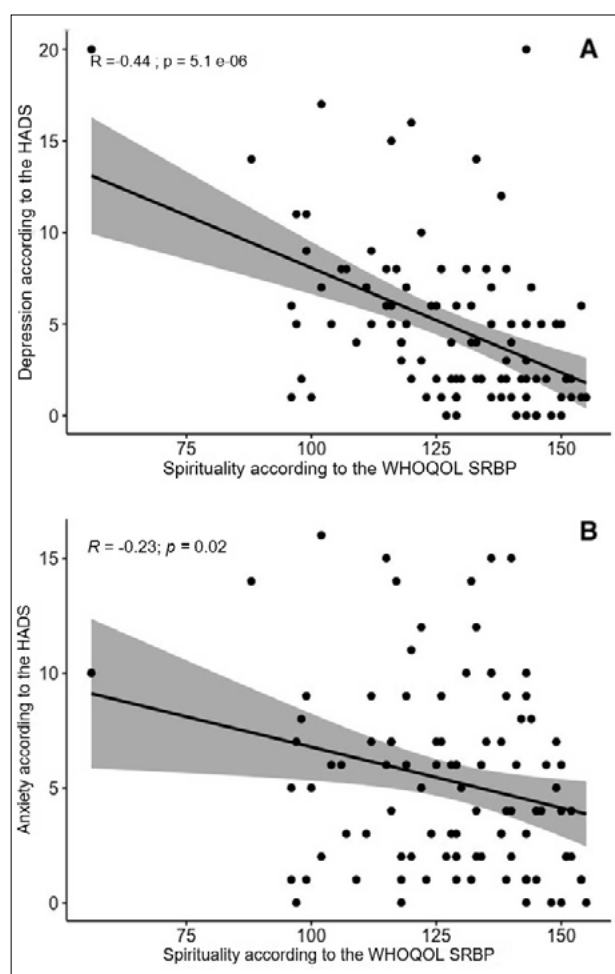 A
R =-0.44 ; p = 5.1 e-06
Depression according to the HADS
20
15
10
5
0
75 100 125 150
Spirituality according to the WHOQOL SRBP
B
R = -0.23; p = 0.02
Anxiety according to the HADS
15
10
5
0
75 100 125 150
Spirituality according to the WHOQOL SRBP